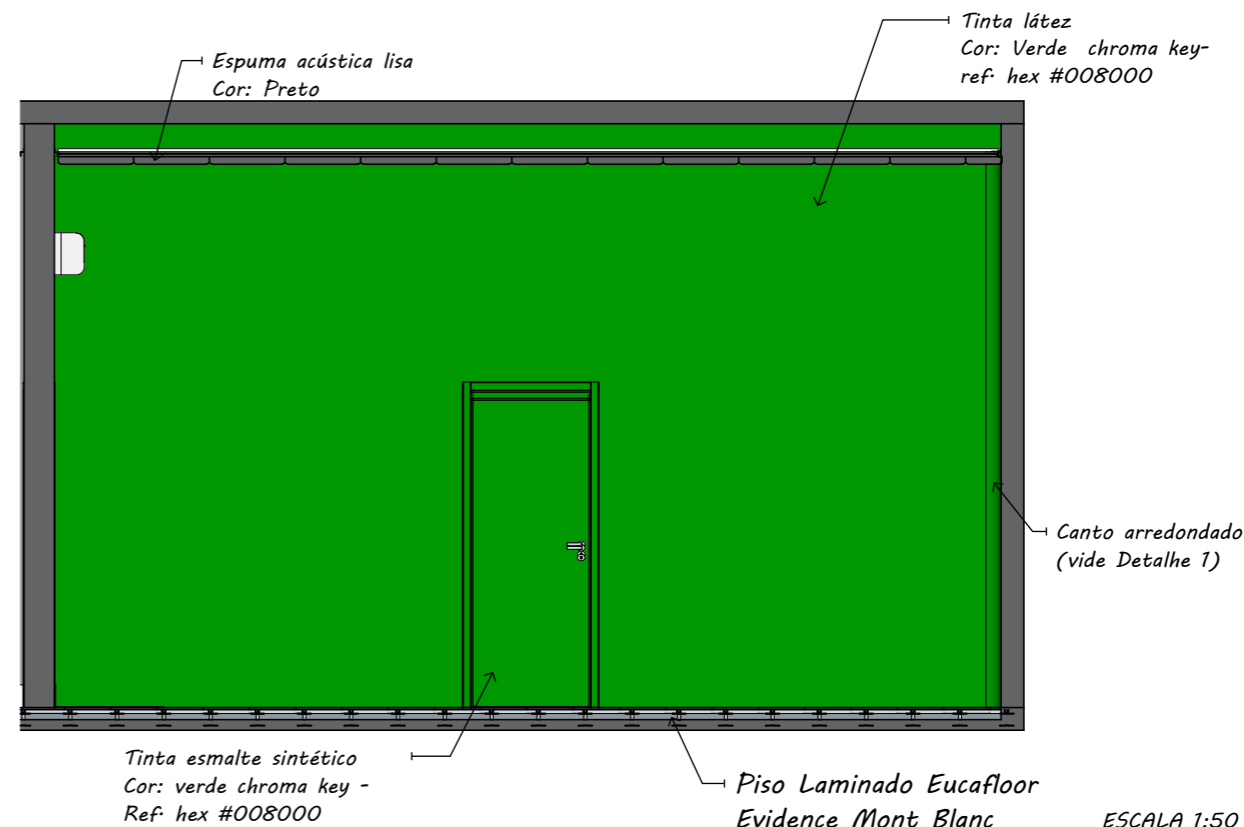 Tinta látez
Cor: Verde chroma key-
ref. hex #008000
Espuma acústica lisa
Cor: Preto
Canto arredondado
(vide Detalhe 1)
Tinta esmalte sintético
Cor: verde chroma key -
Ref. hex #008000
Piso Laminado Eucafloor
Evidence Mont Blanc
ESCALA 1:50